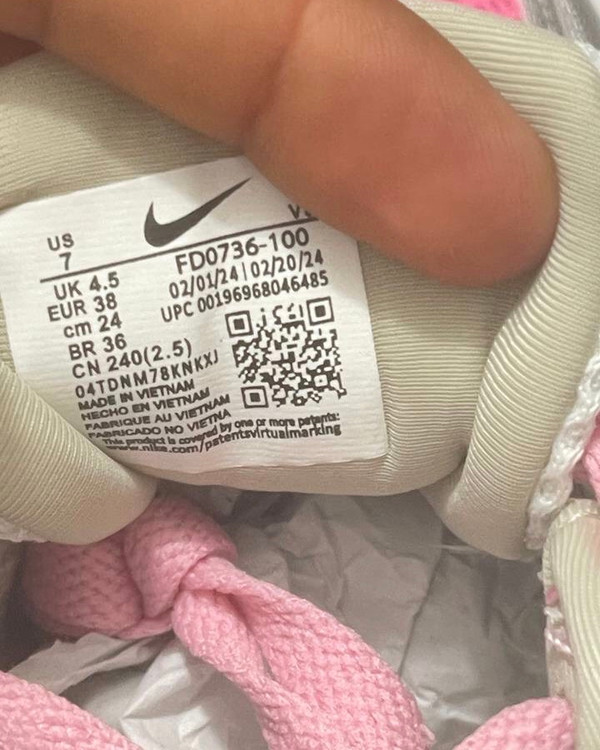 US
7
UK 4.5
EUR 38
cm 24
BR 36
CN 240(2.5)
04TDNM78KNKXJ
MADE IN VIETNAM
HECHO EN VIETNAM
FABRIQUE AU VIETNAM
FABRICADO NO VIETNA
This product is covered by one or more patents:
www.nike.com/patentsvirtualmarking
FD0736-100
02/01/24 | 02/20/24
UPC 00196968046485